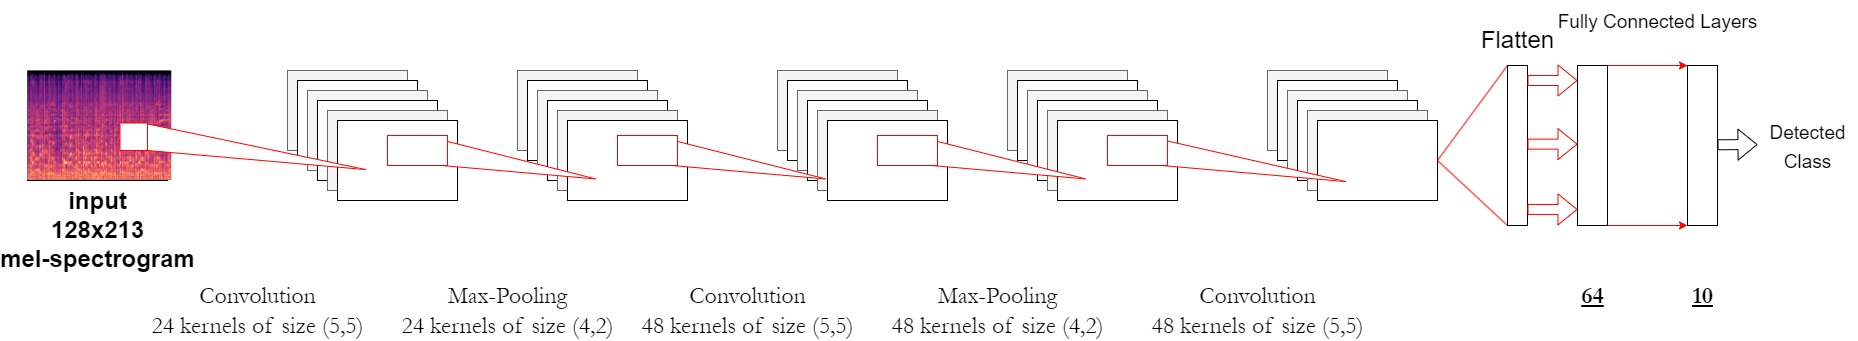 input
128x213
mel-spectrogram
Convolution
24 kernels of size (5,5)
Max-Pooling
24 kernels of size (4,2)
Convolution
48 kernels of size (5,5)
Max-Pooling
48 kernels of size (4,2)
Convolution
48 kernels of size (5,5)
Flatten
Fully Connected Layers
64
10
Detected
Class